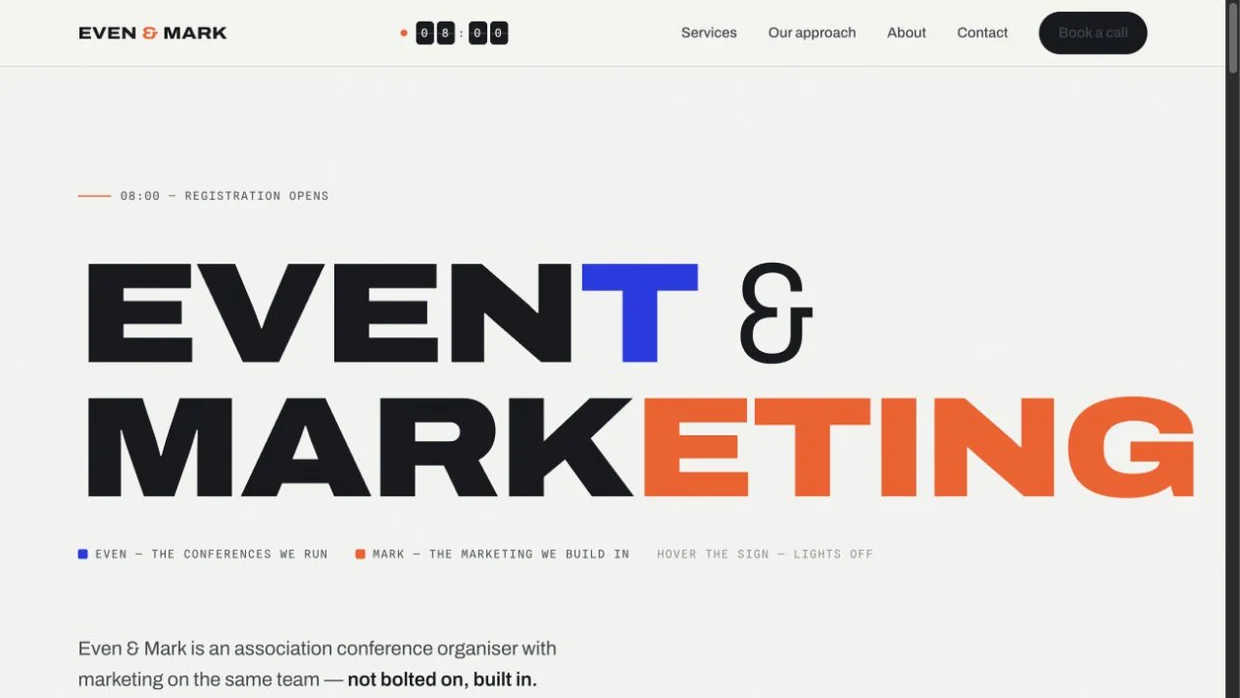 EVEN & MARK
08:00
Services
Our approach
About
Contact
Book a call
08:00 — REGISTRATION OPENS
EVENT &
MARKETING
EVEN — THE CONFERENCES WE RUN
MARK — THE MARKETING WE BUILD IN
HOVER THE SIGN — LIGHTS OFF
Even & Mark is an association conference organiser with
marketing on the same team — not bolted on, built in.